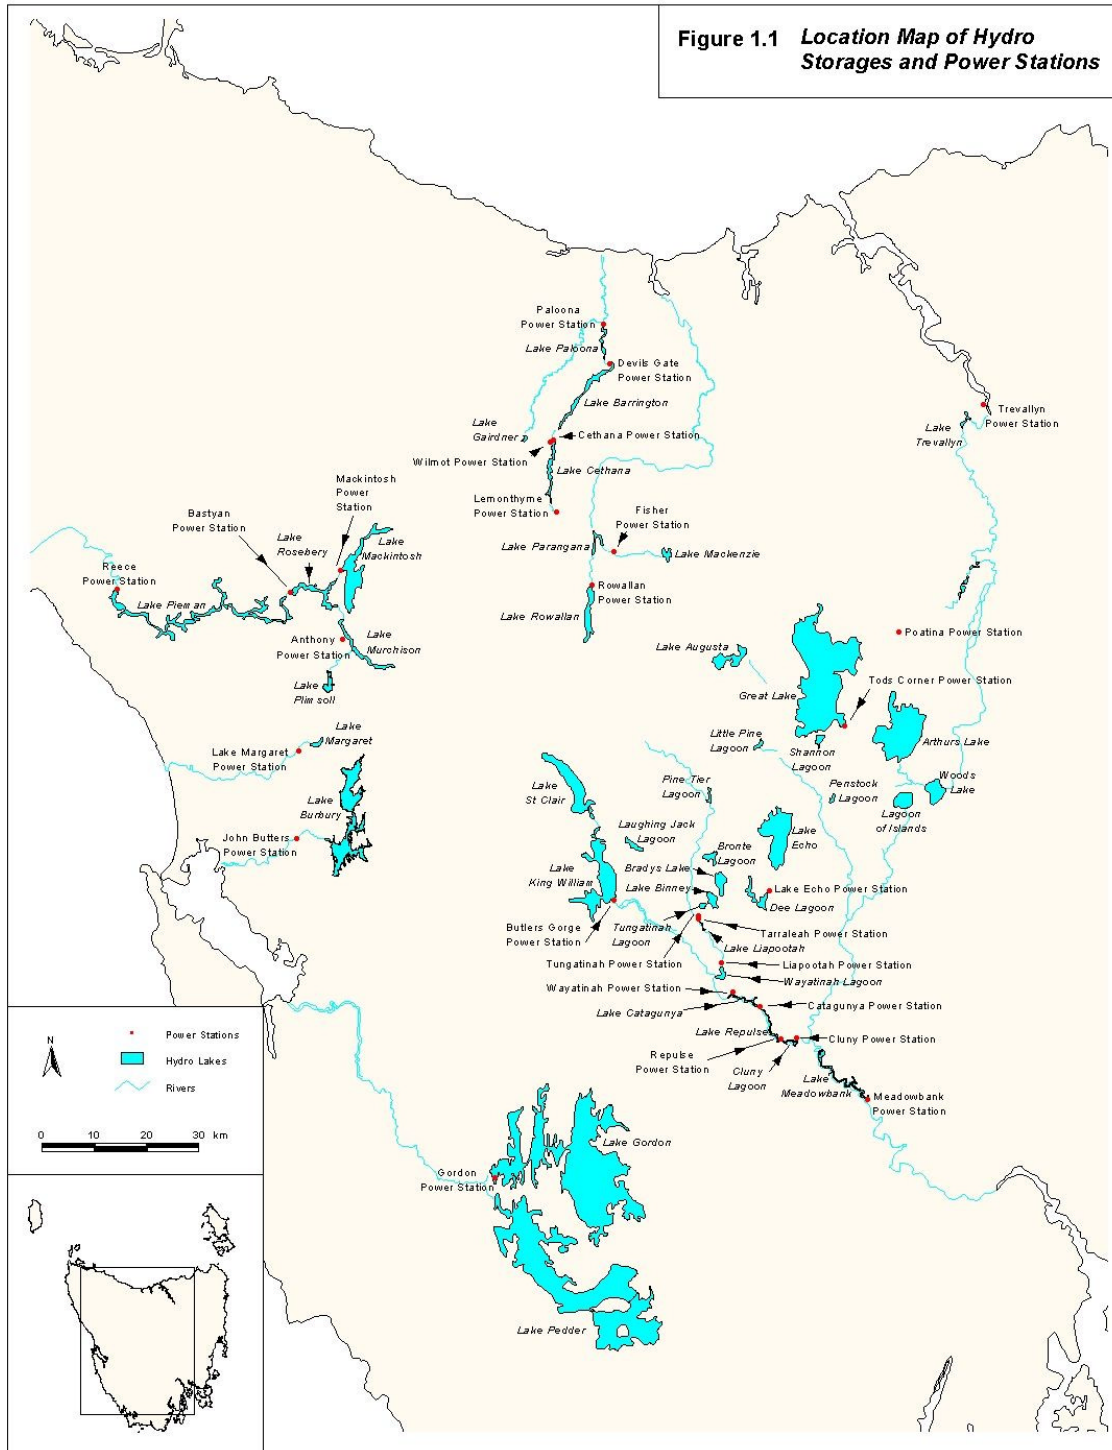 Figure 1.1 Location Map of Hydro
Storages and Power Stations
Paloona
Power Station
Lake Paloona
Devils Gate
Power Station
Lake Barrington
Lake
Gairdner
Cethana Power Station
Wilmot Power Station
Lake Cethana
Lake
Trevallyn
Trevallyn
Power Station
Mackintosh
Power
Station
Lemonthyme
Power Station
Bastyan
Power Station
Lake
Rosebery
Lake
Mackintosh
Fisher
Power Station
Lake Parangana
Lake Mackenzie
Reece
Power Station
Lake Pieman
Rowallan
Power Station
Lake Rowallan
Anthony
Power Station
Lake
Murchison
Poatina Power Station
Lake Augusta
Great Lake
Tods Corner Power Station
Lake
Plimsoll
Lake
Margaret
Lake Margaret
Power Station
Little Pine
Lagoon
Shannon
Lagoon
Arthurs Lake
Lake
St Clair
Pine Tier
Lagoon
Penstock
Lagoon
Woods
Lake
Lagoon
of Islands
Lake
Burbury
John Butters
Power Station
Laughing Jack
Lagoon
Bronte
Lagoon
Lake
Echo
Lake
King William
Bradys Lake
Lake Binney
Lake Echo Power Station
Dee Lagoon
Butlers Gorge
Power Station
Tungatinah
Lagoon
Tarraleah Power Station
Lake Liapootah
Tungatinah Power Station
Liapootah Power Station
Wayatinah Lagoon
Wayatinah Power Station
Lake Catagunya
Catagunya Power Station
Lake Repulse
Repulse
Power Station
Cluny Power Station
Cluny
Lagoon
Lake
Meadowbank
Meadowbank
Power Station
N
Power Stations
Hydro Lakes
Rivers
0 10 20 30 km
Lake Gordon
Gordon
Power Station
Lake Pedder